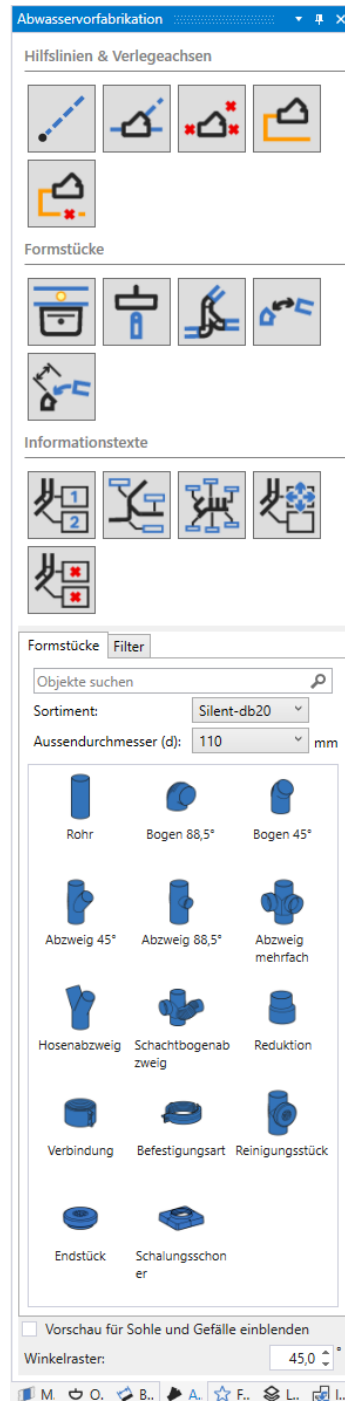 Abwasservorfabrikation
Hilfslinien & Verlegeachsen
Formstücke
Informationstexte
1
2
Formstücke Filter
Objekte suchen
Sortiment: Silent-db20
Aussendurchmesser (d): 110 mm
Rohr Bogen 88,5° Bogen 45°
Abzweig 45° Abzweig 88,5° Abzweig
mehrfach
Hosenabzweig Schachtbogenab Reduktion
zweig
Verbindung Befestigungsart Reinigungsstück
Endstück Schalungsschon
er
Vorschau für Sohle und Gefälle einblenden
Winkelraster: 45,0 °
M. O.. B.. A.. F.. L.. I..